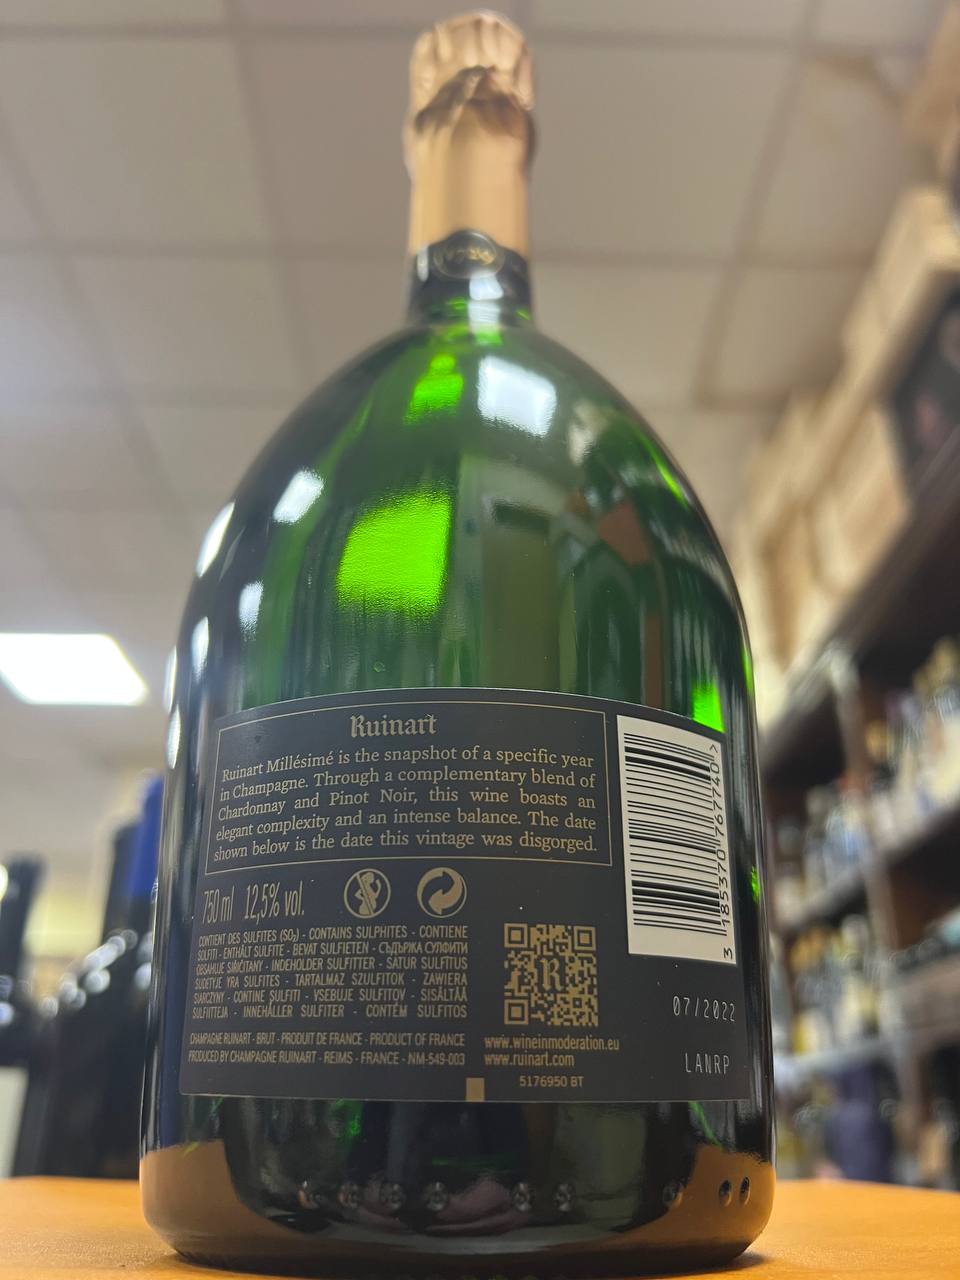 Ruinart
Ruinart Millésimé is the snapshot of a specific year
in Champagne. Through a complementary blend of
Chardonnay and Pinot Noir, this wine boasts an
elegant complexity and an intense balance. The date
shown below is the date this vintage was disgorged.
750 ml 12,5% vol.
CONTIENT DES SULFITES (SO₂) - CONTAINS SULPHITES - CONTIENE
SOLFITI - ENTHÄLT SULFITE - BEVAT SULFIETEN - СЪДЪРЖА СУЛФИТИ
OBSAHUJE SIŘIČITANY - INDEHOLDER SULFITTER - SATUR SULFĪTUS
SUDĖTYJE YRA SULFITES - TARTALMAZ SZULFITOK - ZAWIERA
SIARCZYNY - CONTINE SULFITI - VSEBUJE SULFITOV - SISÄLTÄÄ
SULFIITTEJA - INNEHÅLLER SULFITER - CONTÉM SULFITOS
CHAMPAGNE RUINART - BRUT - PRODUIT DE FRANCE - PRODUCT OF FRANCE
PRODUCED BY CHAMPAGNE RUINART - REIMS - FRANCE - NM-549-003
R
www.wineinmoderation.eu
www.ruinart.com
5176950 BT
3 185370 767740 >
07/2022
LANRP